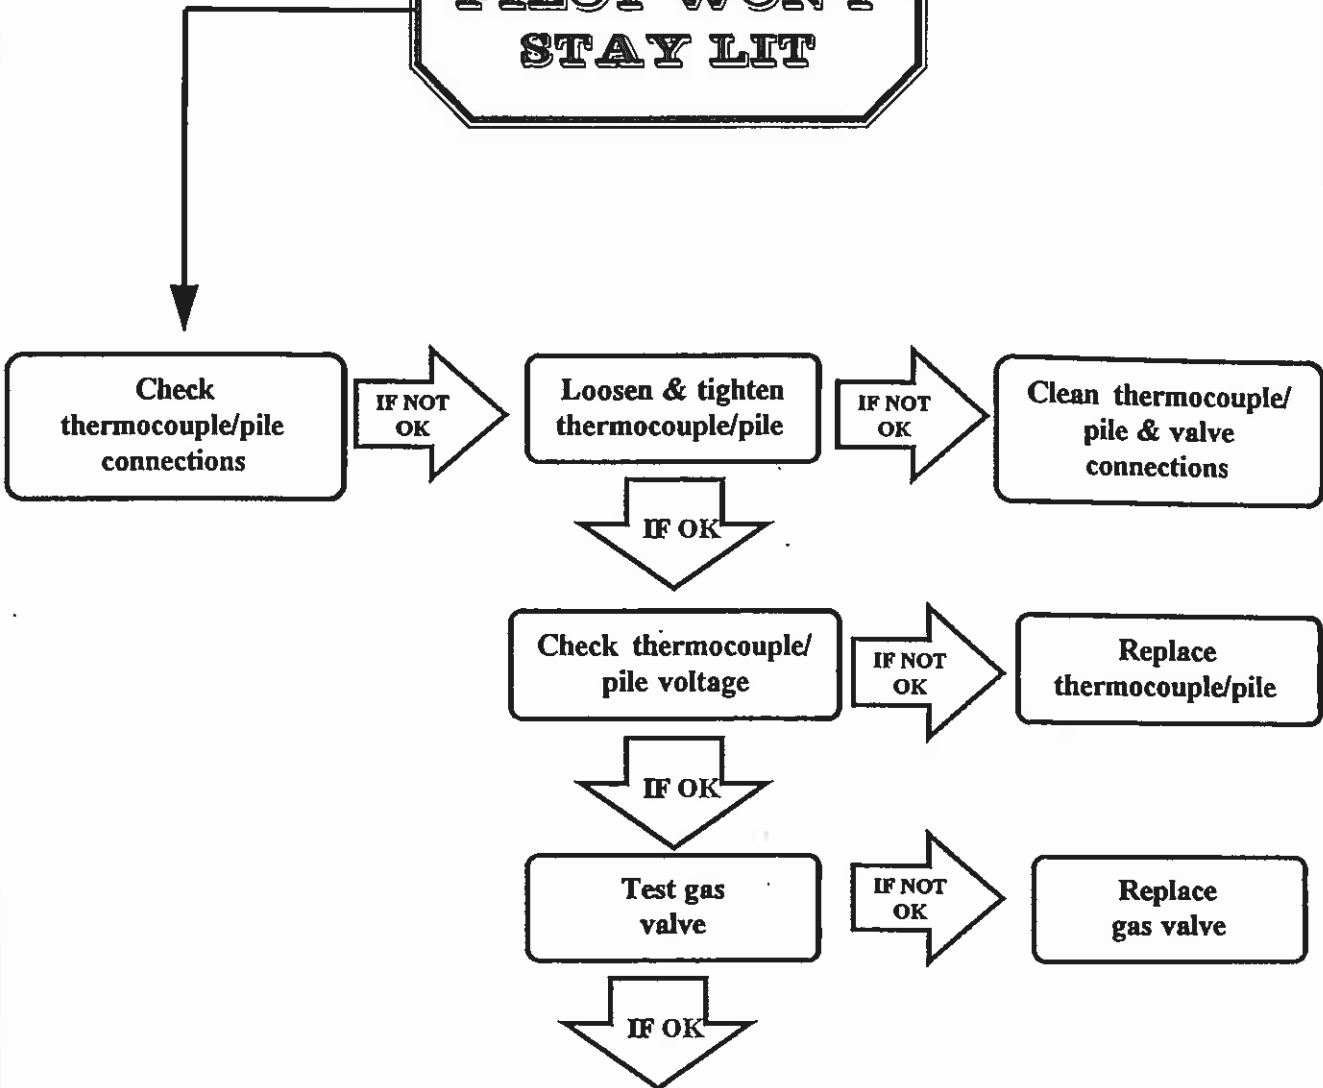 PILOT WON'T
STAY LIT
Check
thermocouple/pile
connections
IF NOT
OK
Loosen & tighten
thermocouple/pile
IF NOT
OK
Clean thermocouple/
pile & valve
connections
IF OK
Check thermocouple/
pile voltage
IF NOT
OK
Replace
thermocouple/pile
IF OK
Test gas
valve
IF NOT
OK
Replace
gas valve
IF OK